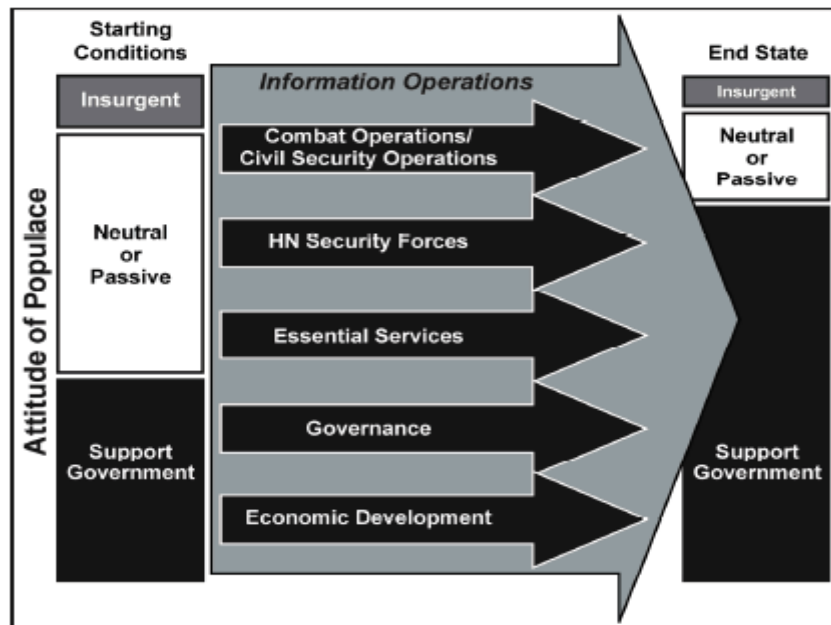 Starting
Conditions
End State
Attitude of Populace
Insurgent
Neutral
or
Passive
Support
Government
Information Operations
Combat Operations/
Civil Security Operations
HN Security Forces
Essential Services
Governance
Economic Development
Insurgent
Neutral
or
Passive
Support
Government